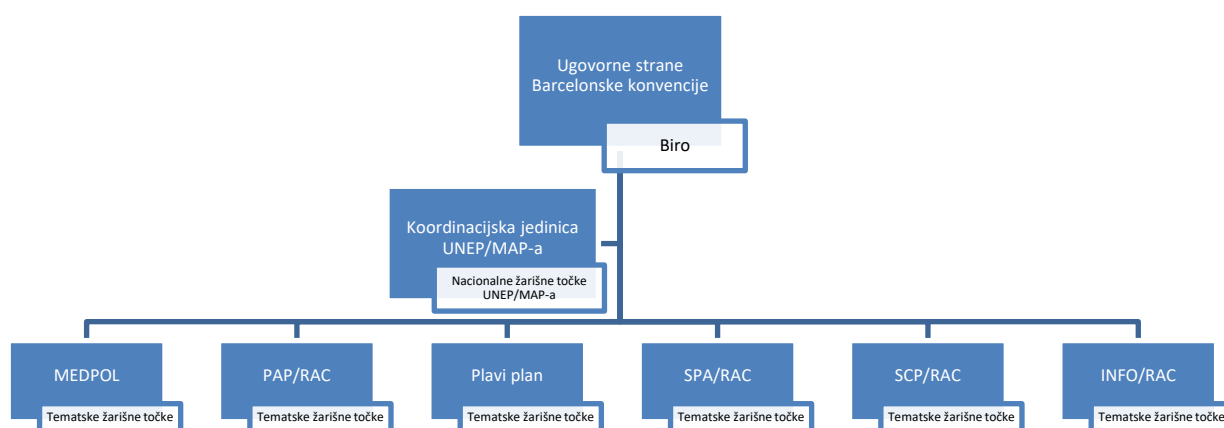 Ugovorne strane
Barcelonske konvencije
Biro
Koordinacijska jedinica
UNEP/MAP-a
Nacionalne žarišne točke
UNEP/MAP-a
MEDPOL
Tematske žarišne točke
PAP/RAC
Tematske žarišne točke
Plavi plan
Tematske žarišne točke
SPA/RAC
Tematske žarišne točke
SCP/RAC
Tematske žarišne točke
INFO/RAC
Tematske žarišne točke